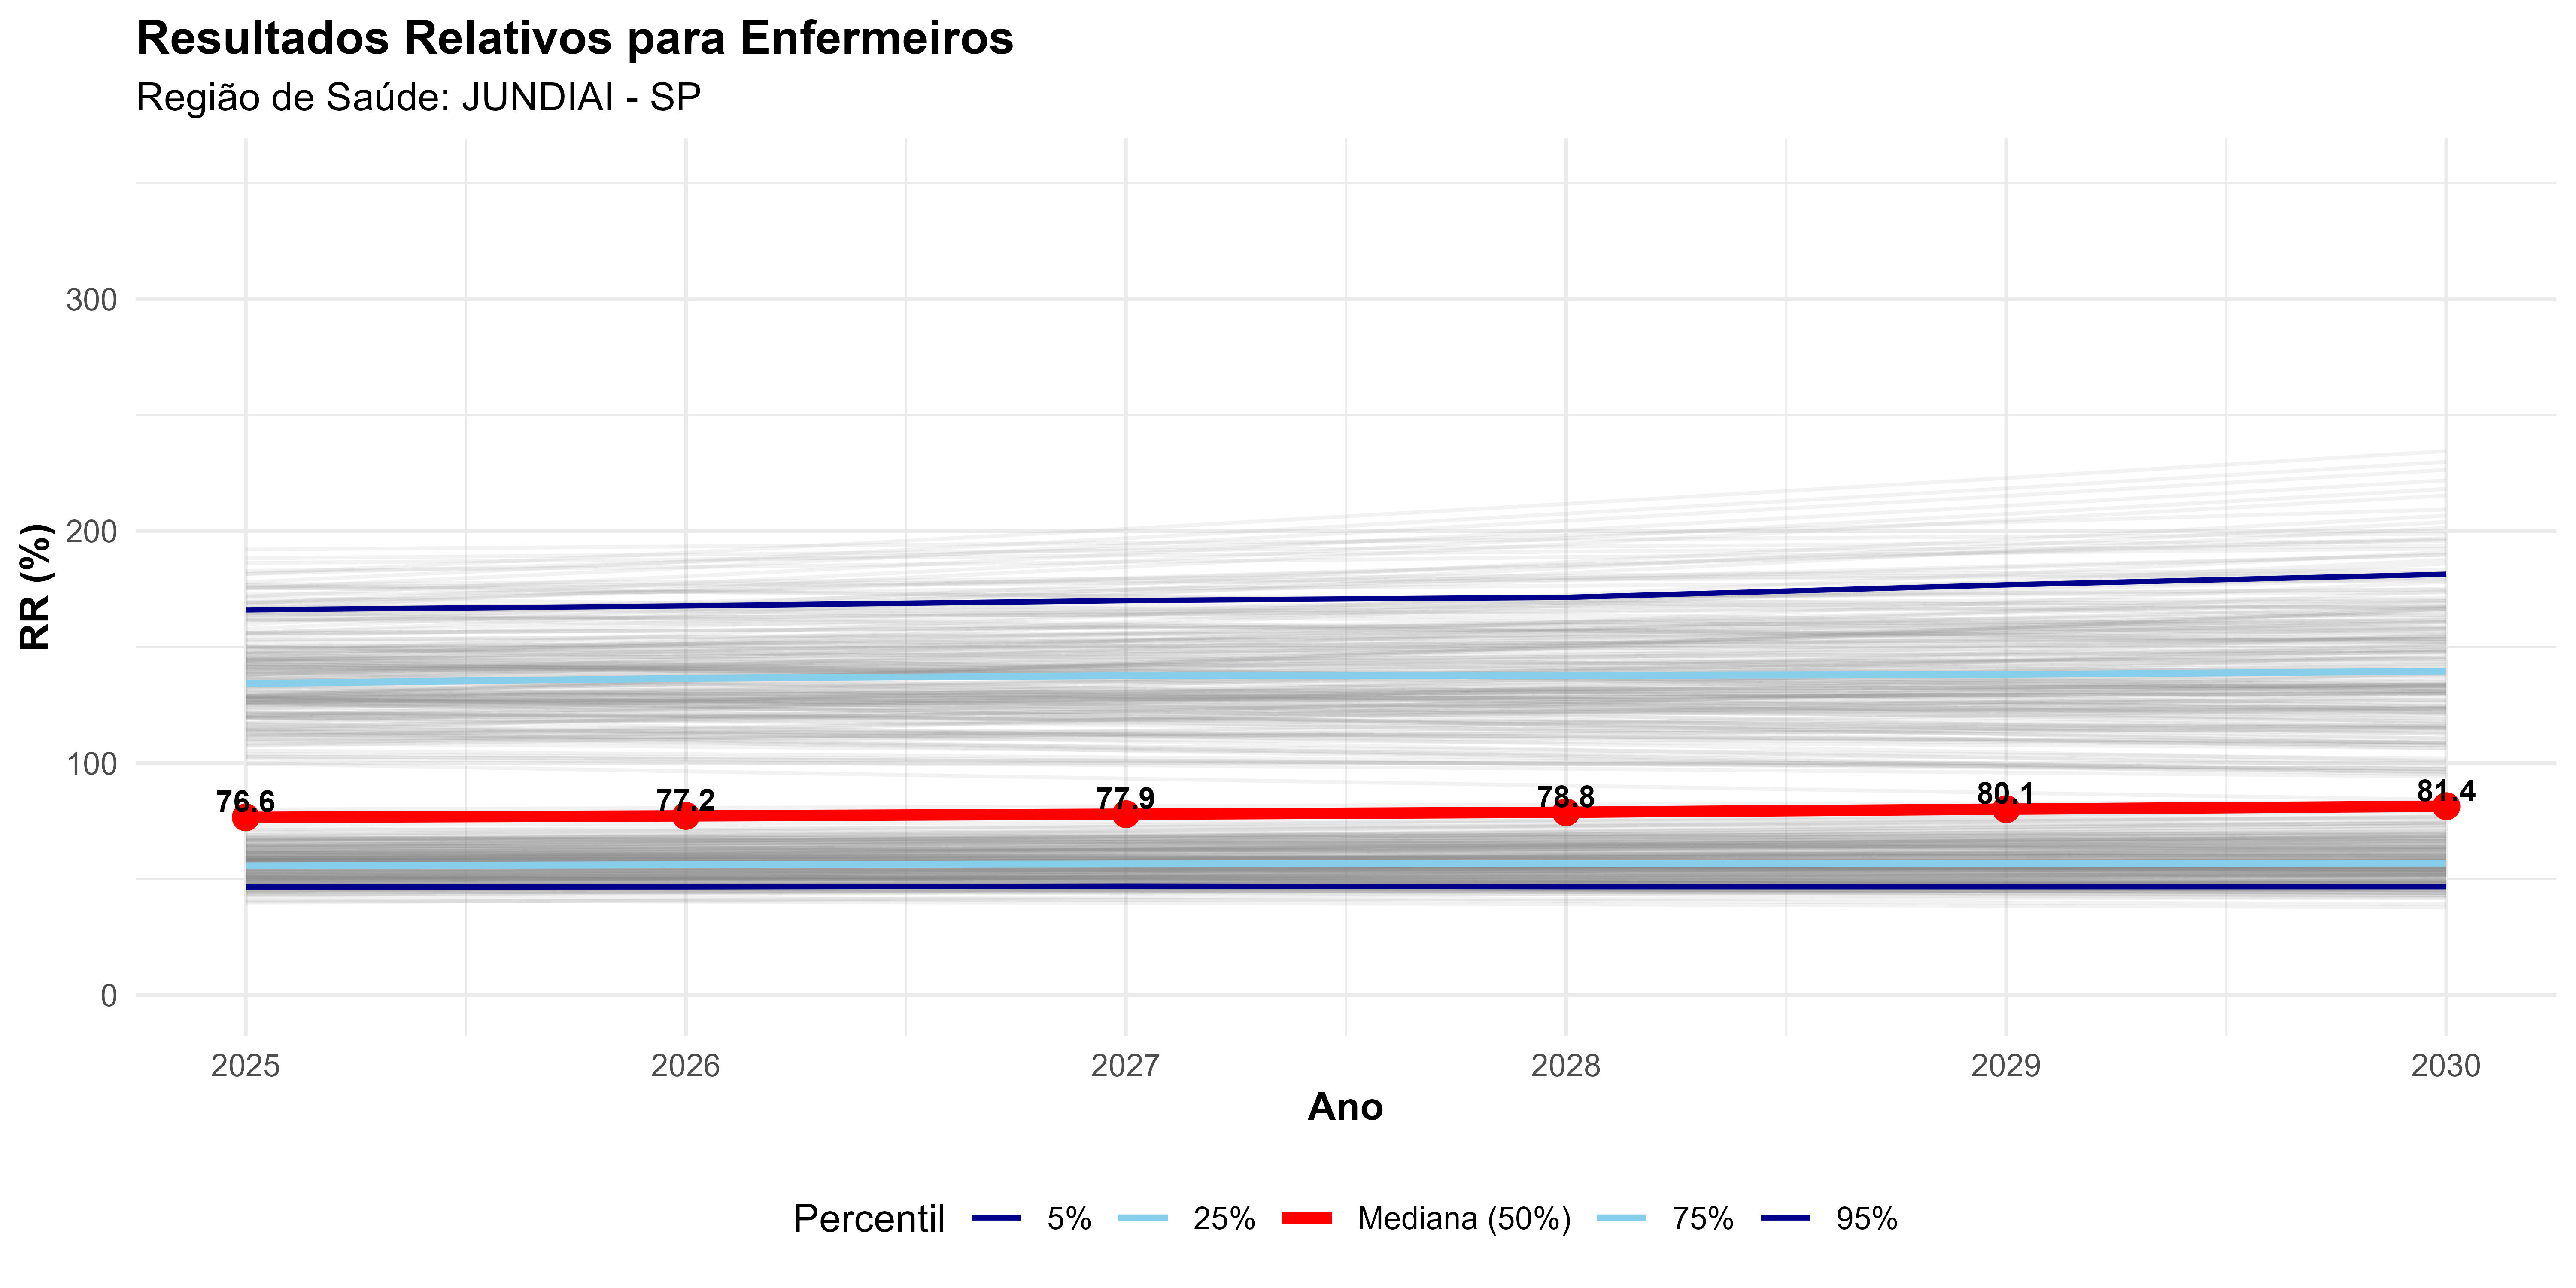 Resultados Relativos para Enfermeiros
Região de Saúde: JUNDIAI - SP
RR (%)
300
200
100
0
76.6
77.2
77.9
78.8
80.1
81.4
2025 2026 2027 2028 2029 2030
Ano
Percentil 5% 25% Mediana (50%) 75% 95%